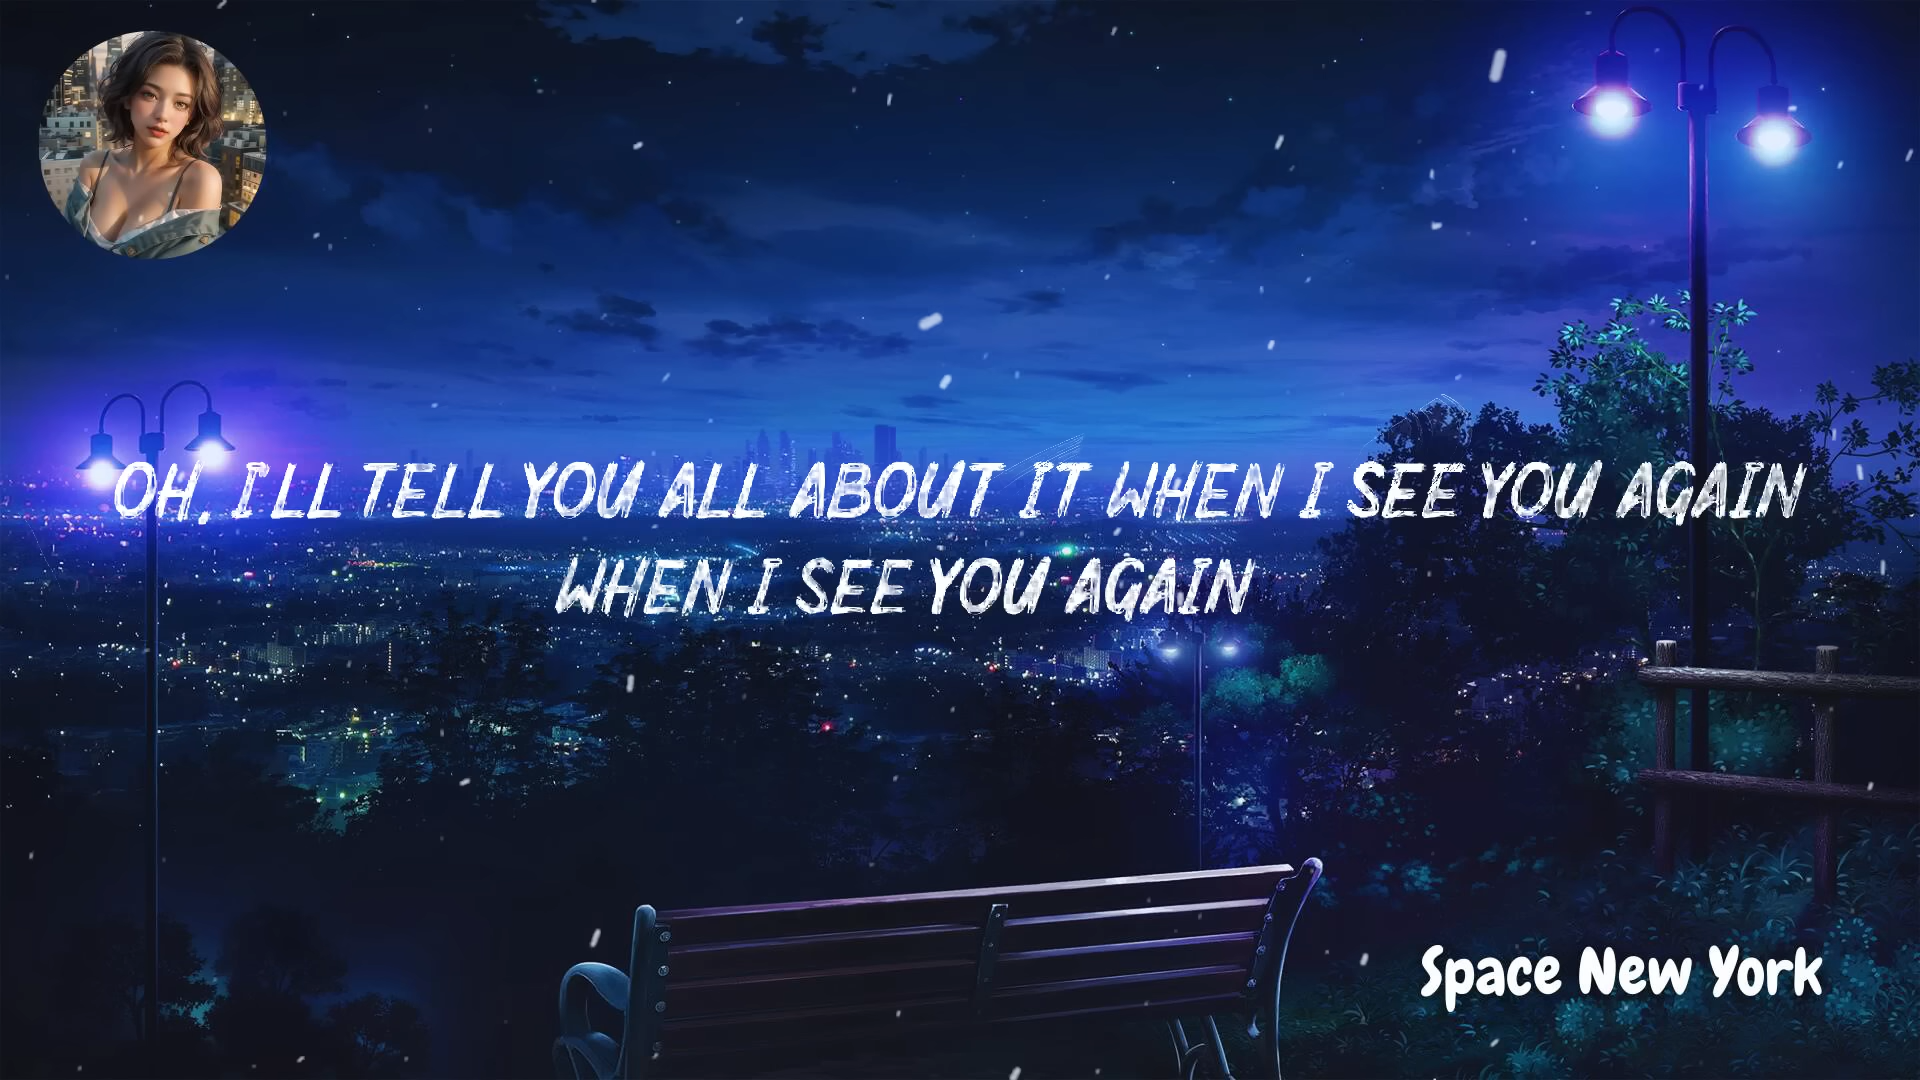 OH, I'LL TELL YOU ALL ABOUT IT WHEN I SEE YOU AGAIN
WHEN I SEE YOU AGAIN
Space New York